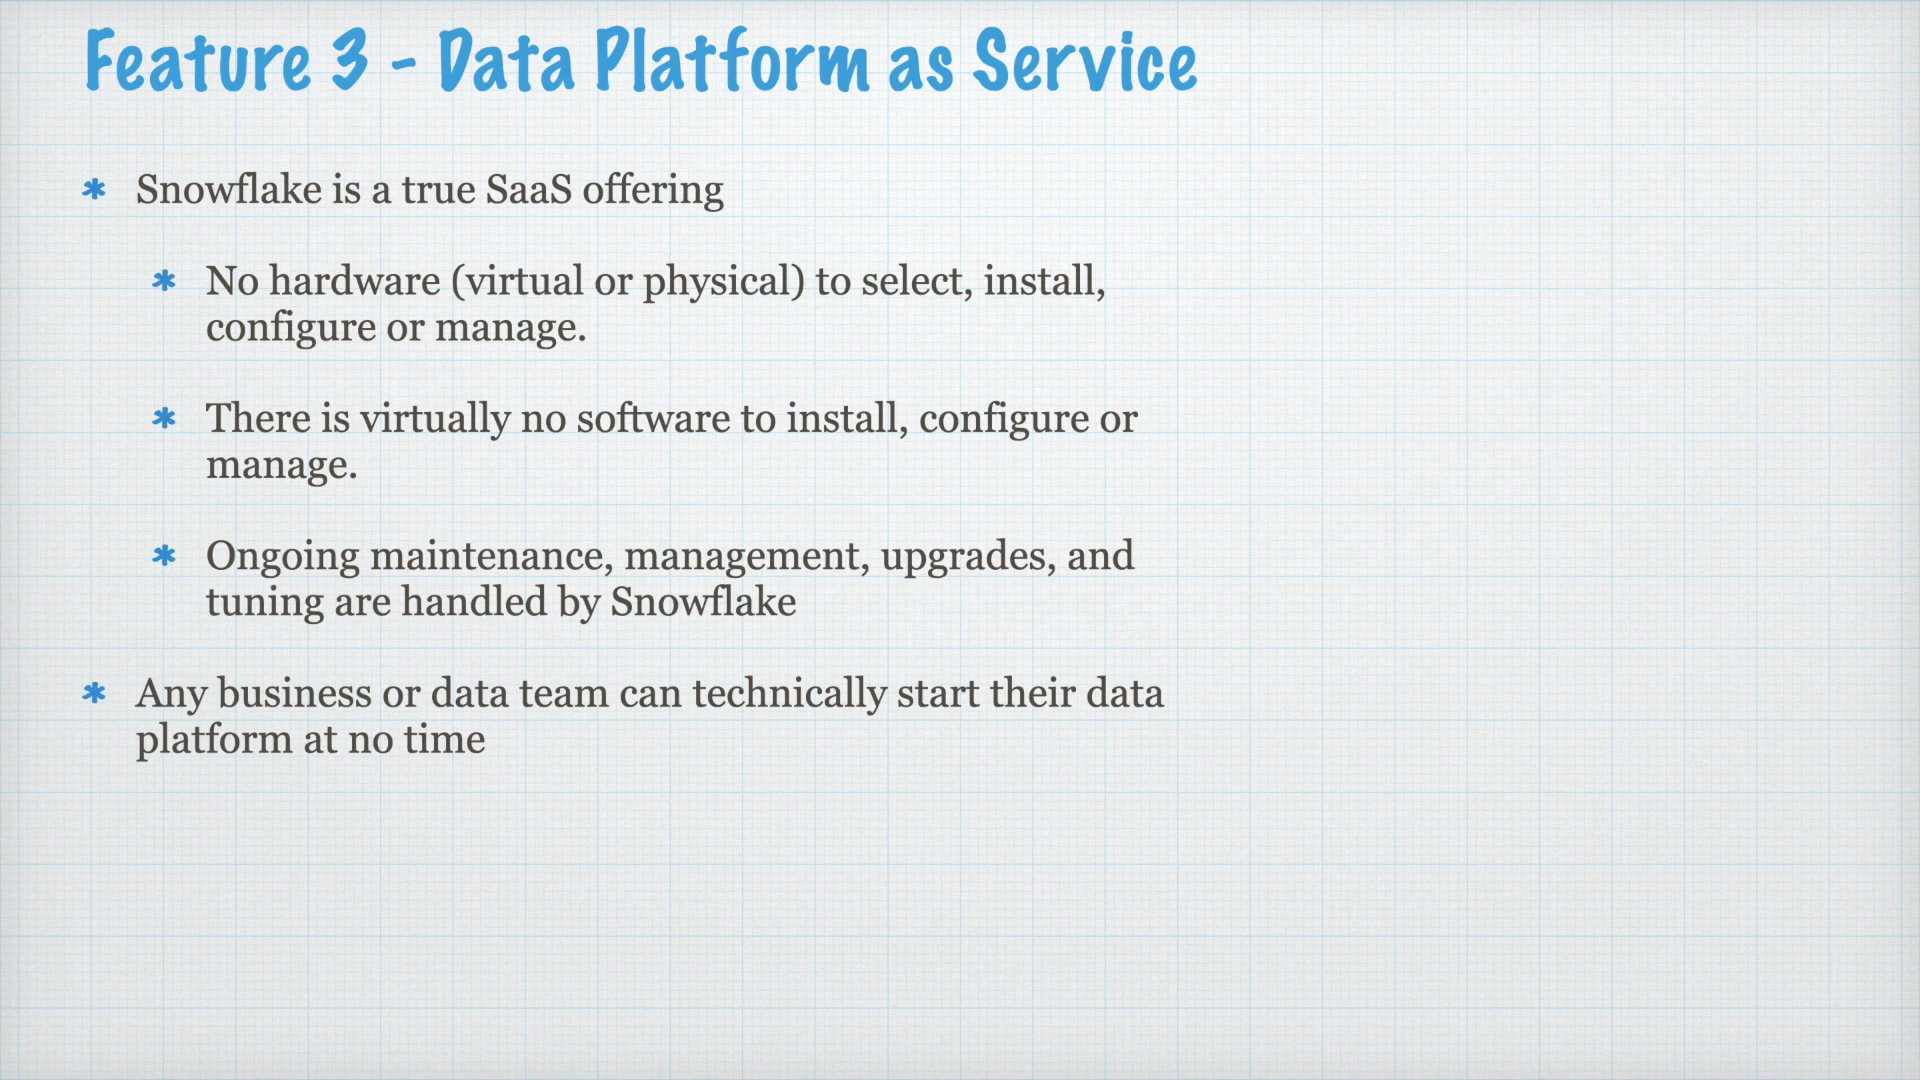 Feature 3 - Data Platform as Service
* Snowflake is a true SaaS offering
* No hardware (virtual or physical) to select, install,
configure or manage.
* There is virtually no software to install, configure or
manage.
* Ongoing maintenance, management, upgrades, and
tuning are handled by Snowflake
* Any business or data team can technically start their data
platform at no time